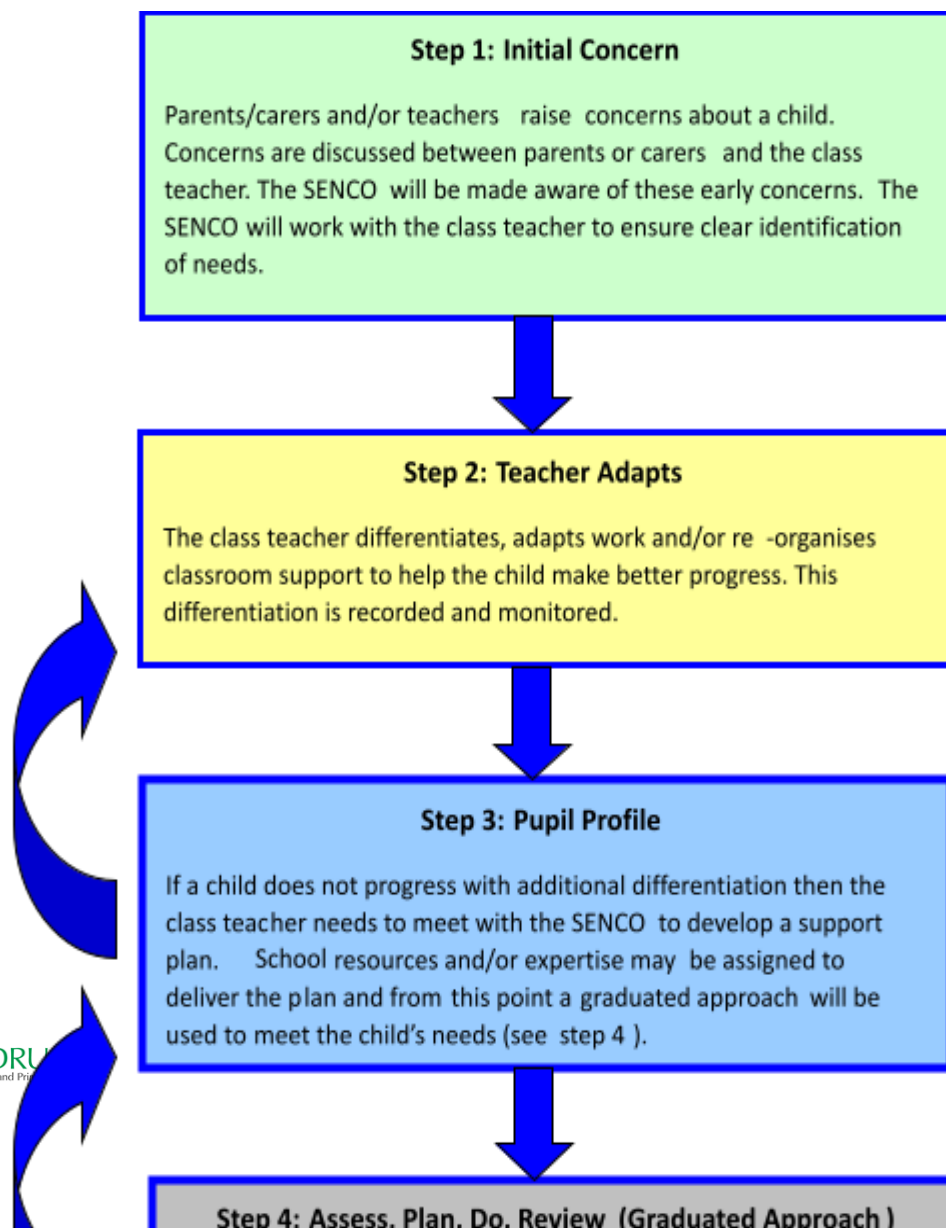 Step 1: Initial Concern
Parents/carers and/or teachers raise concerns about a child.
Concerns are discussed between parents or carers and the class
teacher. The SENCO will be made aware of these early concerns. The
SENCO will work with the class teacher to ensure clear identification
of needs.
Step 2: Teacher Adapts
The class teacher differentiates, adapts work and/or re -organises
classroom support to help the child make better progress. This
differentiation is recorded and monitored.
Step 3: Pupil Profile
If a child does not progress with additional differentiation then the
class teacher needs to meet with the SENCO to develop a support
plan. School resources and/or expertise may be assigned to
deliver the plan and from this point a graduated approach will be
used to meet the child's needs (see step 4 ).
Step 4: Assess, Plan, Do, Review (Graduated Approach )